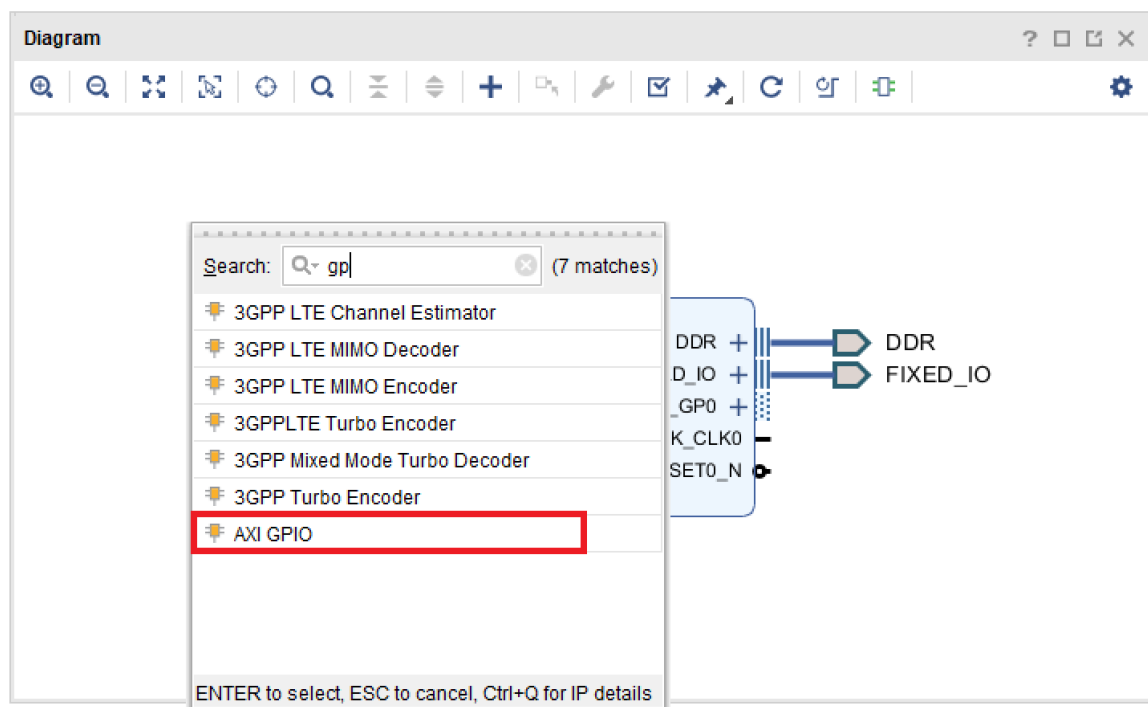 Diagram
Search: gp (7 matches)
3GPP LTE Channel Estimator
3GPP LTE MIMO Decoder
3GPP LTE MIMO Encoder
3GPPLTE Turbo Encoder
3GPP Mixed Mode Turbo Decoder
3GPP Turbo Encoder
AXI GPIO
ENTER to select, ESC to cancel, Ctrl+Q for IP details
DDR DDR
D_IO FIXED_IO
_GP0
K_CLK0
SET0_N